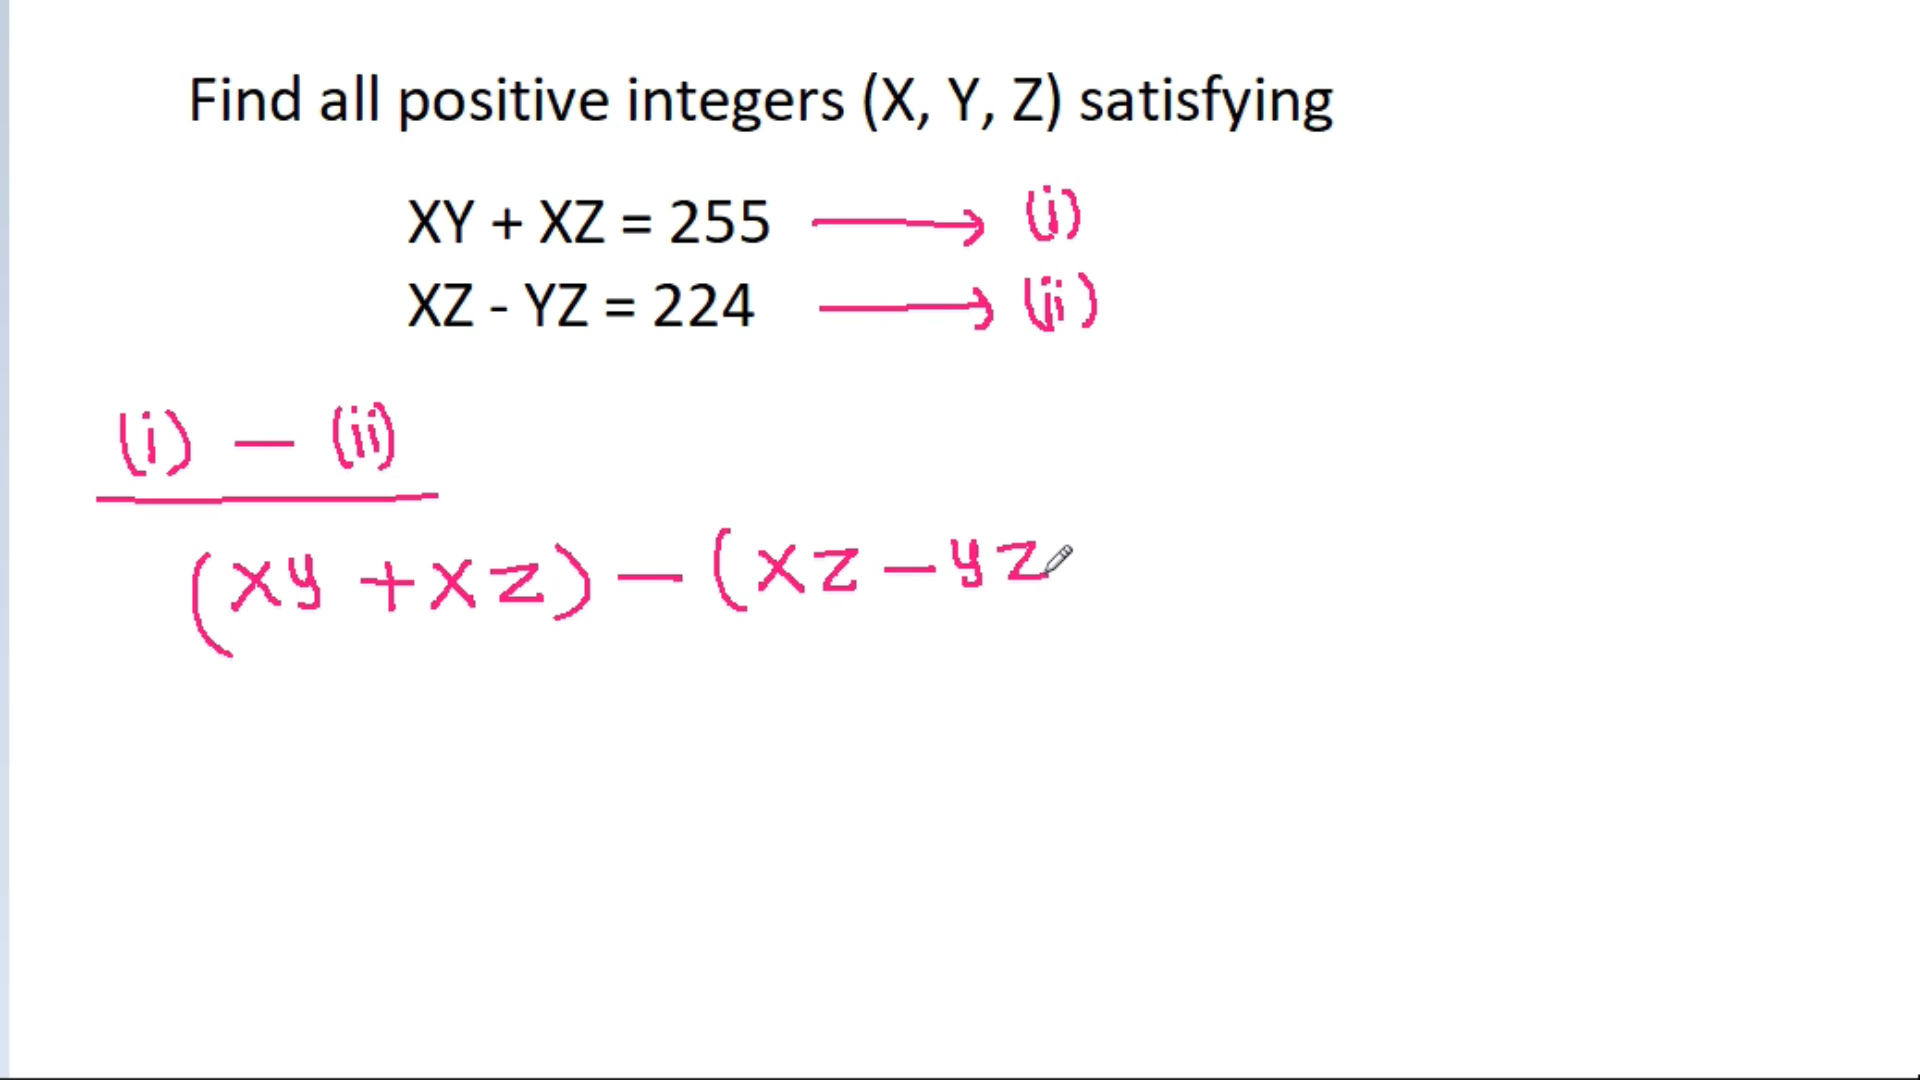 Find all positive integers (X, Y, Z) satisfying
XY + XZ = 255 → (i)
XZ - YZ = 224 → (ii)
(i) — (ii)
(xy + xz) — (xz — yz